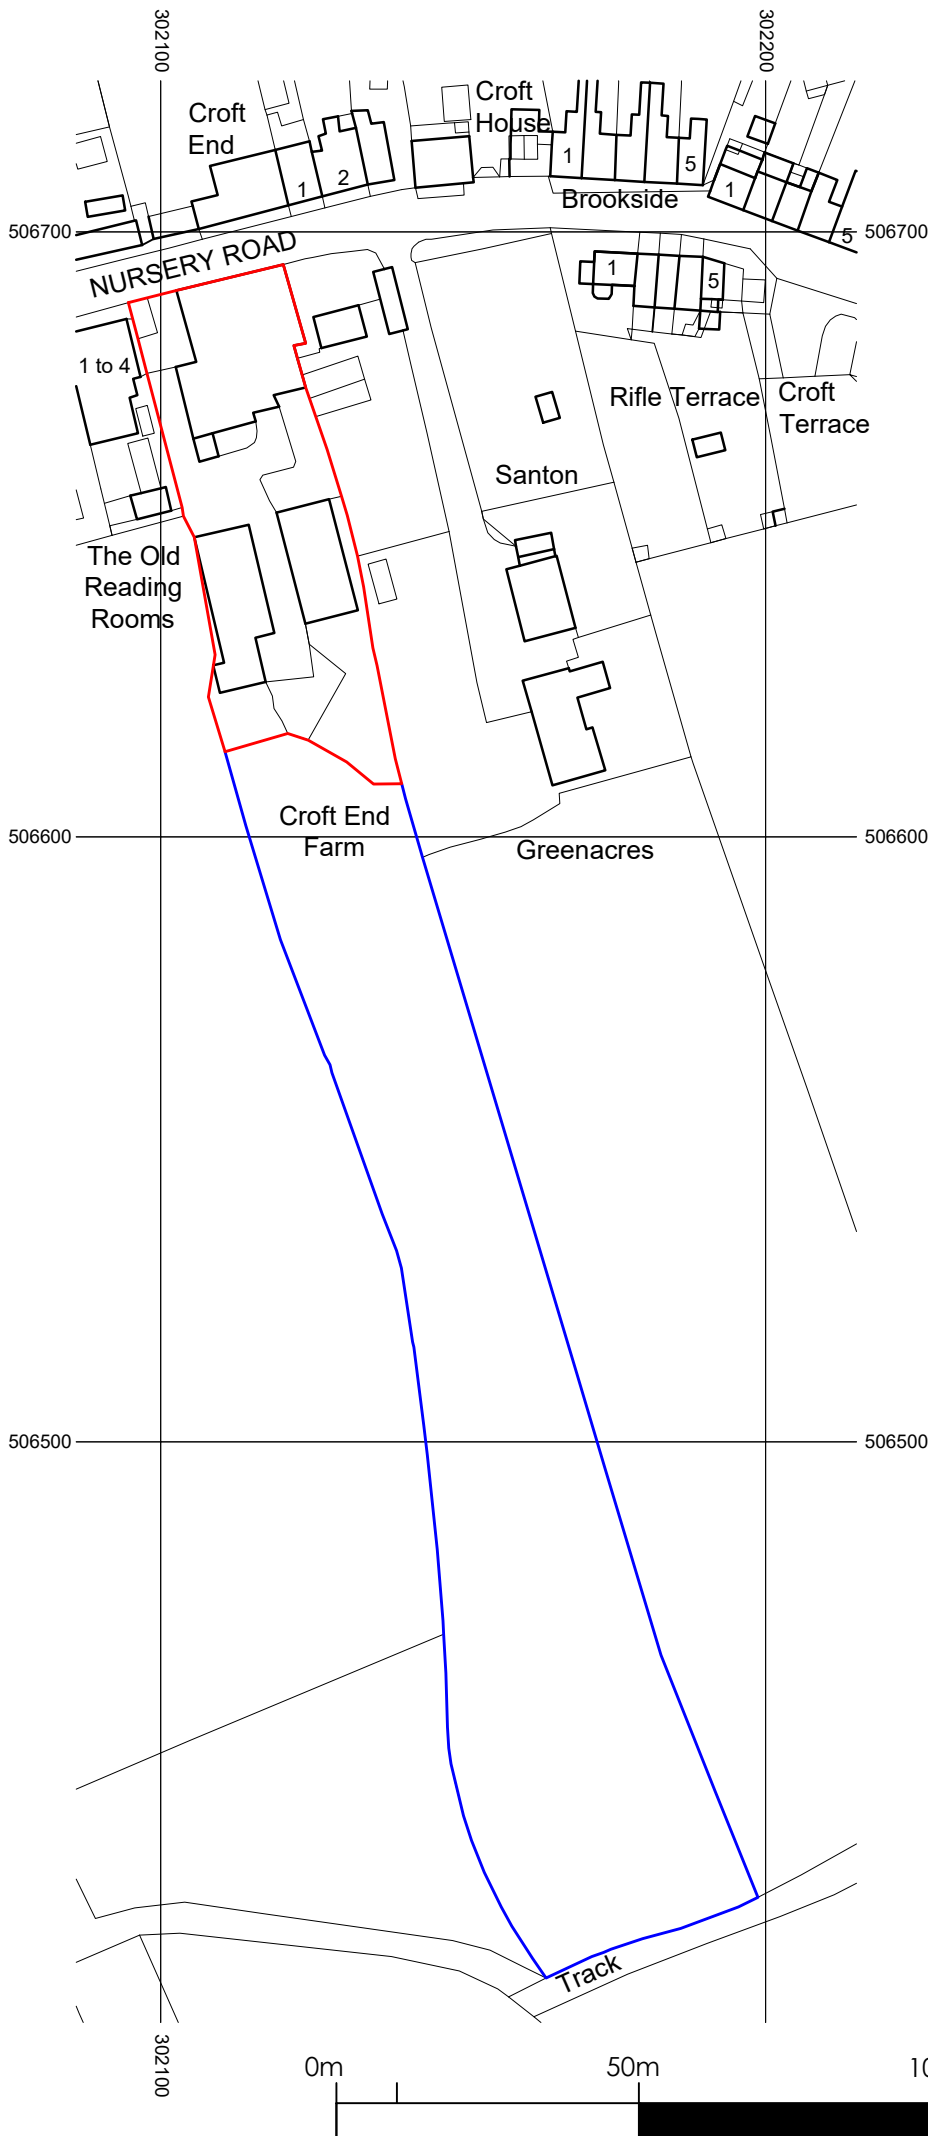 302100
302200
Croft
End
Croft
House
1
2
1
5
1
5
Brookside
506700
506700
NURSERY ROAD
1
5
1 to 4
Rifle Terrace
Croft
Terrace
Santon
The Old
Reading
Rooms
Croft End
Farm
Greenacres
506600
506600
506500
506500
Track
302100
0m
50m